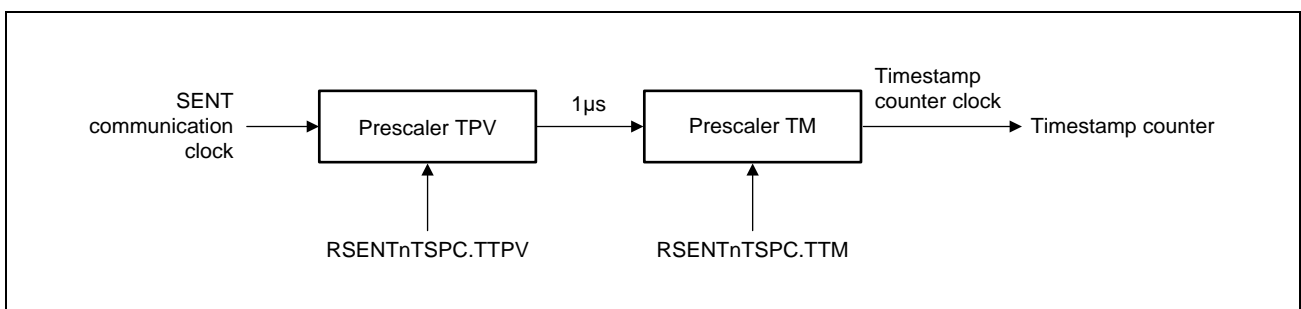 SENT
communication
clock
Prescaler TPV
1µs
Prescaler TM
Timestamp
counter clock
Timestamp counter
RSENTnTSPC.TTPV
RSENTnTSPC.TTM